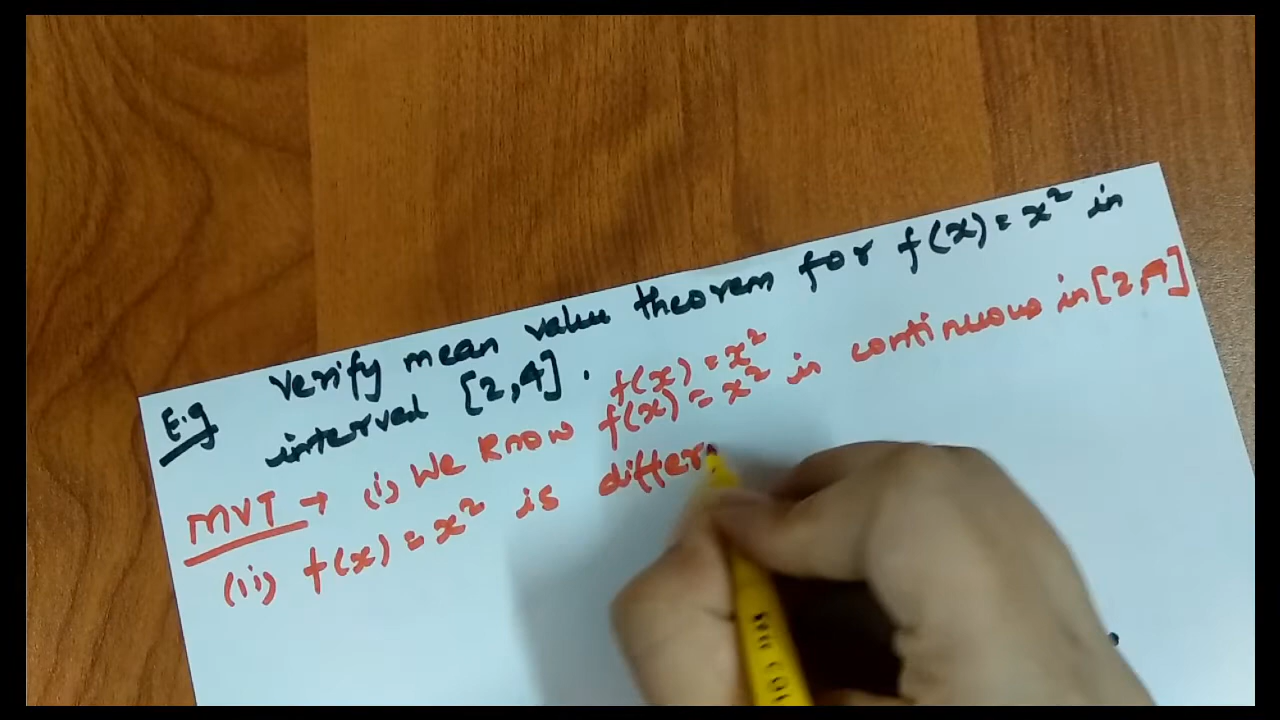 E.g Verify mean value theorem for f(x) = x² in
interval [2,4].
f(x) = x²
MVT → (i) We know f(x) = x² is continuous in [2,4]
(ii) f(x) = x² is differ